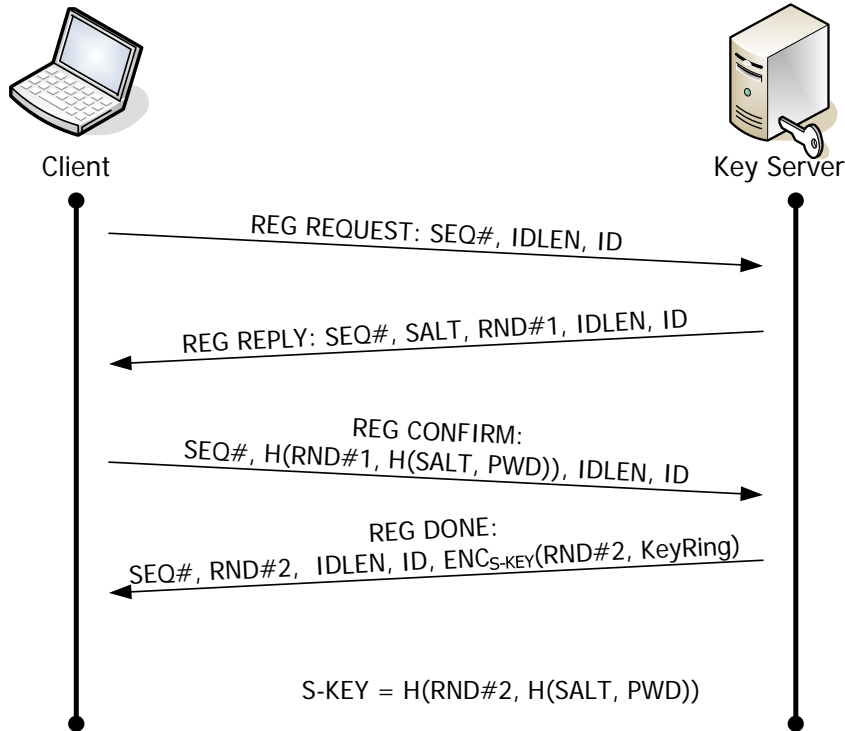 Client
Key Server
REG REQUEST: SEQ#, IDLEN, ID
REG REPLY: SEQ#, SALT, RND#1, IDLEN, ID
REG CONFIRM:
SEQ#, H(RND#1, H(SALT, PWD)), IDLEN, ID
REG DONE:
SEQ#, RND#2, IDLEN, ID, ENCS-KEY(RND#2, KeyRing)
S-KEY = H(RND#2, H(SALT, PWD))